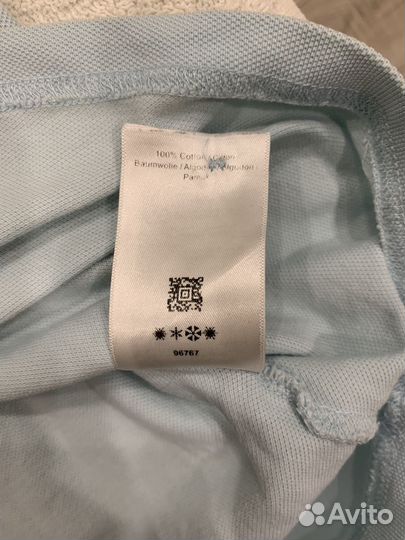 100% Cotton /
Baumwolle / Algodón / Algodon
96767
Avito